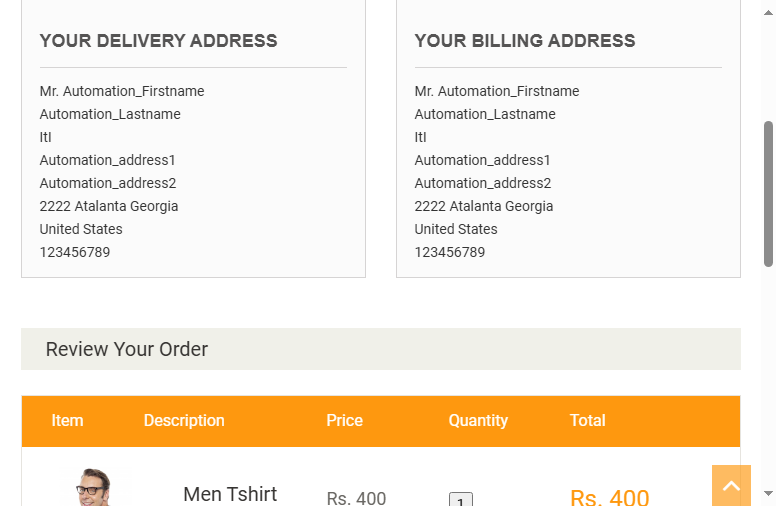 YOUR DELIVERY ADDRESS
Mr. Automation_Firstname
Automation_Lastname
ItI
Automation_address1
Automation_address2
2222 Atalanta Georgia
United States
123456789
YOUR BILLING ADDRESS
Mr. Automation_Firstname
Automation_Lastname
ItI
Automation_address1
Automation_address2
2222 Atalanta Georgia
United States
123456789
Review Your Order
Item Description Price Quantity Total
Men Tshirt Rs. 400 1 Rs. 400